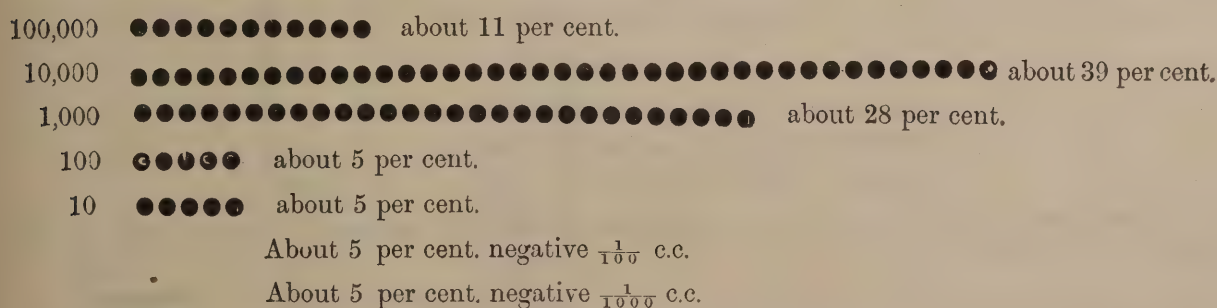 100,000 ●●●●●●●●●●● about 11 per cent.
10,000 ●●●●●●●●●●●●●●●●●●●●●●●●●●●●●●●●●●●●●●● about 39 per cent.
1,000 ●●●●●●●●●●●●●●●●●●●●●●●●●●●● about 28 per cent.
100 ●●●●● about 5 per cent.
10 ●●●●● about 5 per cent.
About 5 per cent. negative 1/100 c.c.
About 5 per cent. negative 1/1000 c.c.